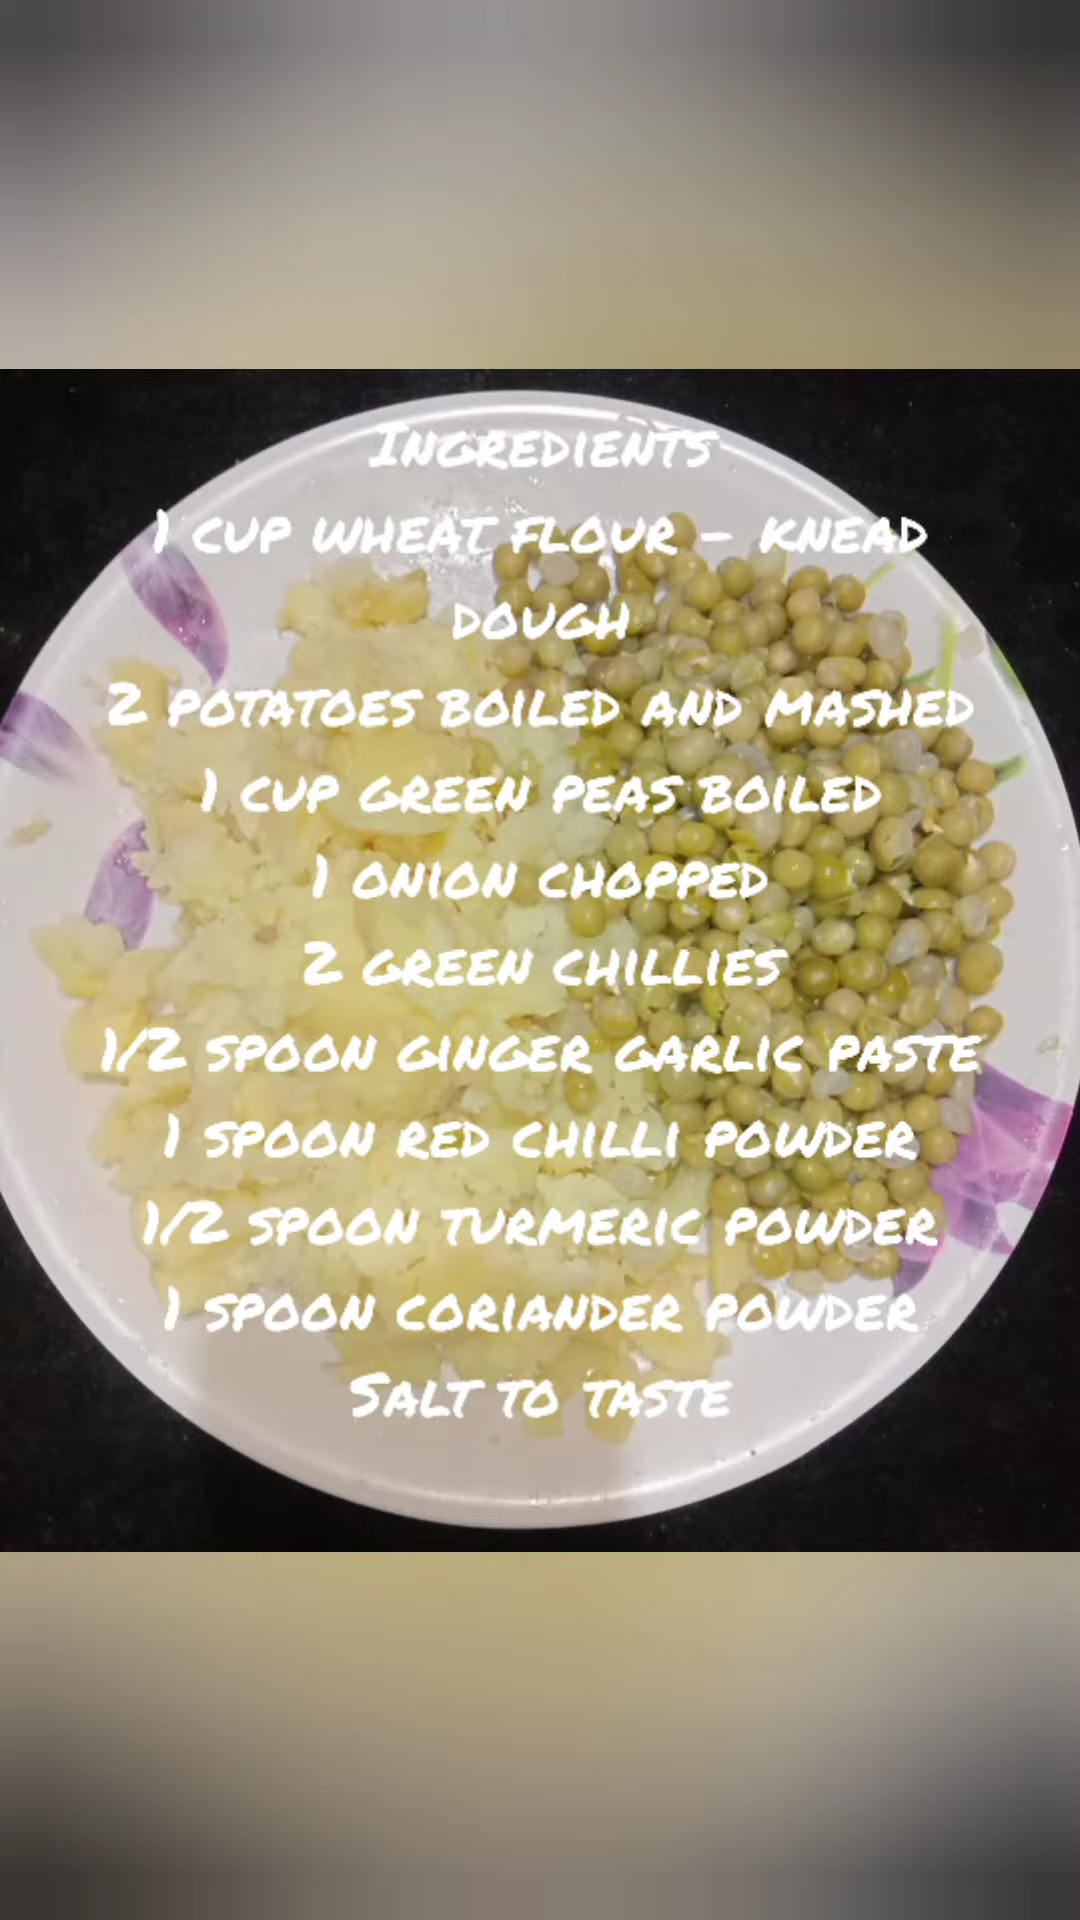 Ingredients
1 cup wheat flour - knead
dough
2 potatoes boiled and mashed
1 cup green peas boiled
1 onion chopped
2 green chillies
1/2 spoon ginger garlic paste
1 spoon red chilli powder
1/2 spoon turmeric powder
1 spoon coriander powder
Salt to taste